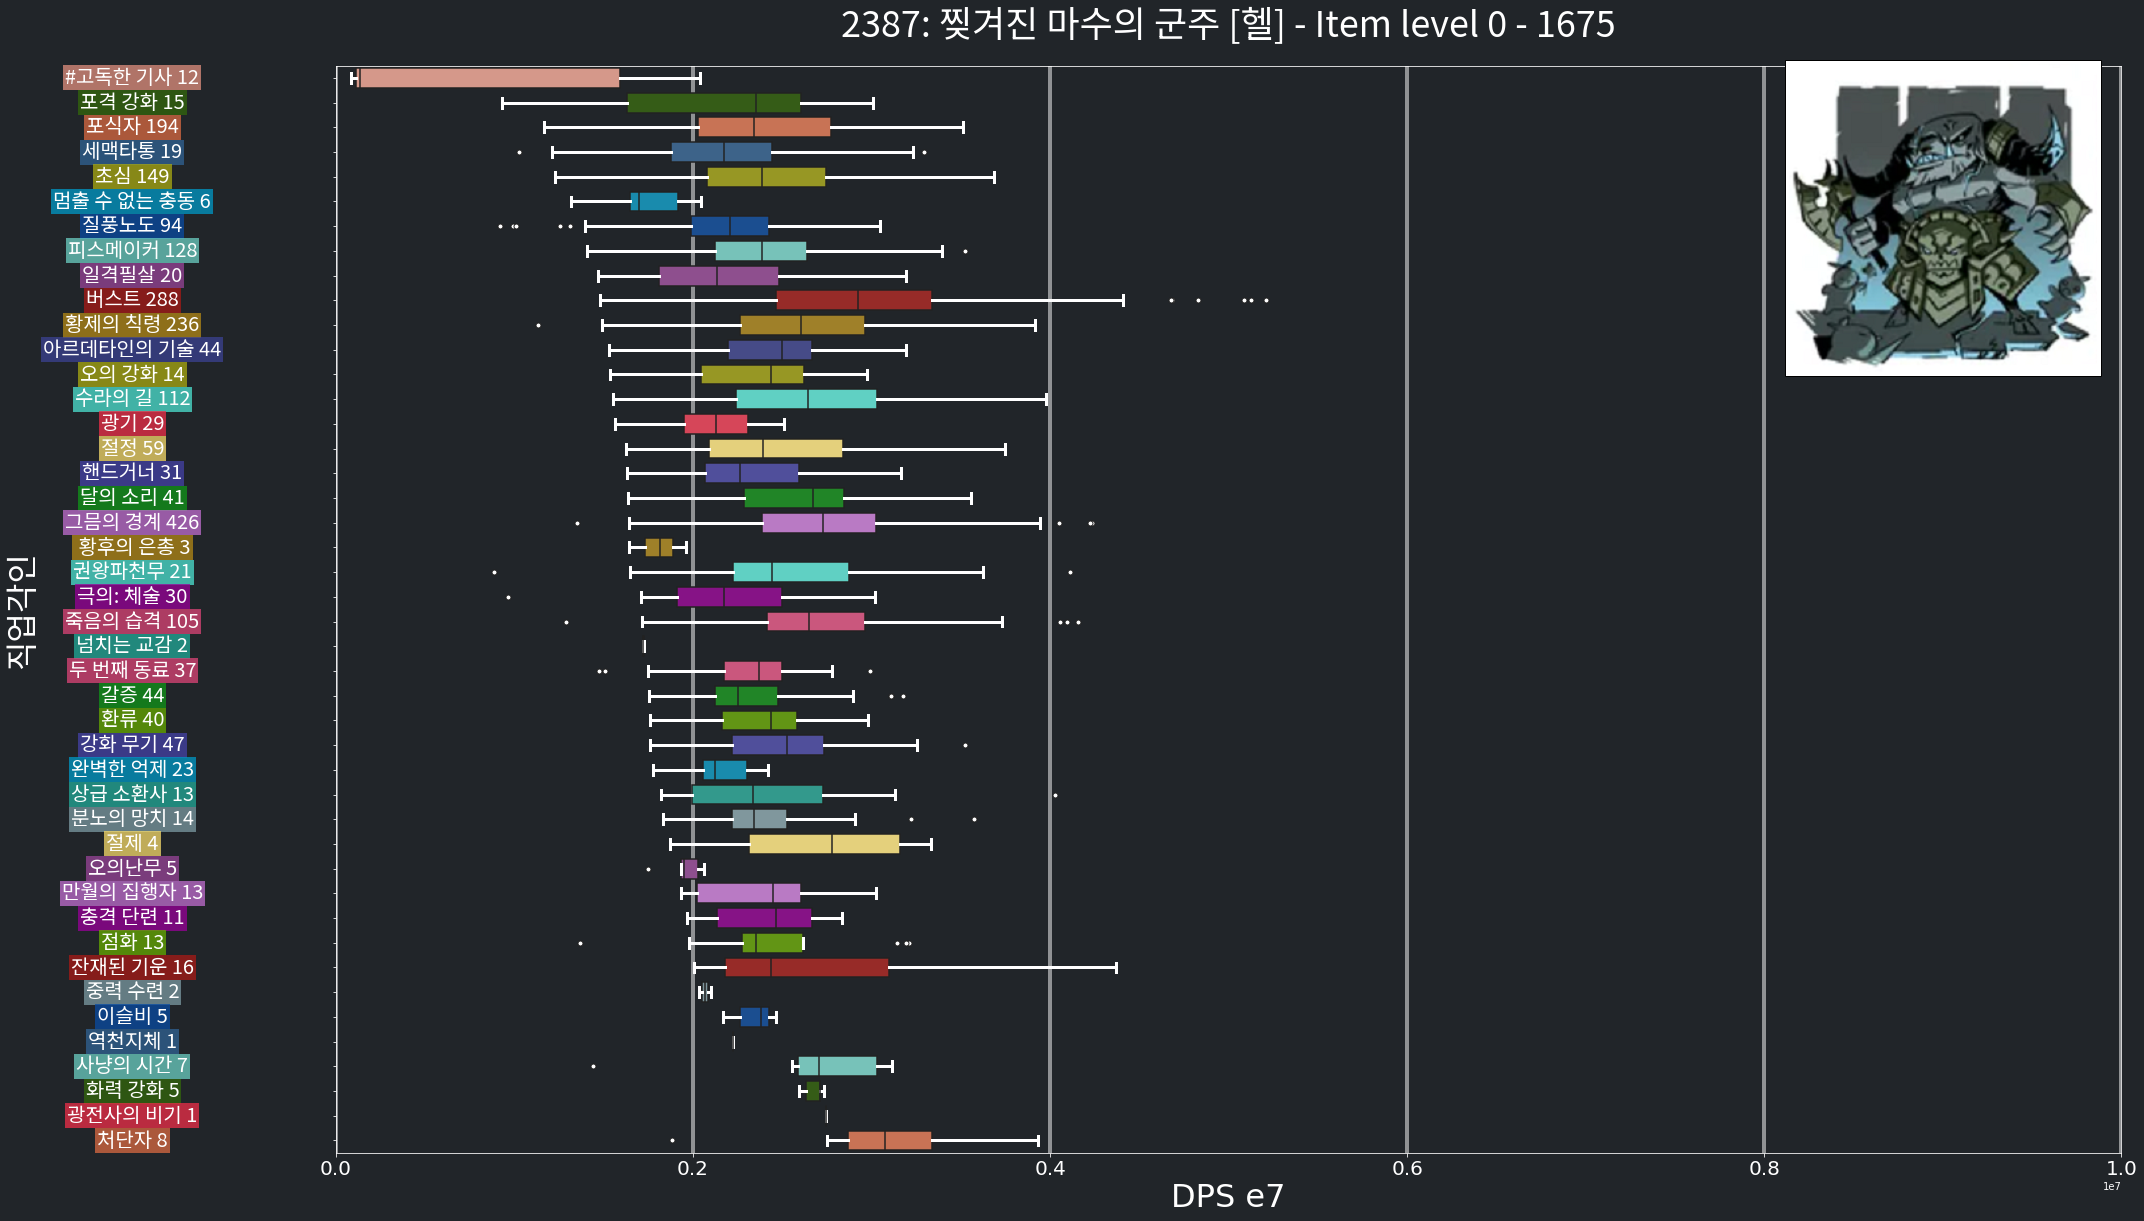 2387: 찢겨진 마수의 군주 [헬] - Item level 0 - 1675
#고독한 기사 12
포격 강화 15
포식자 194
세맥타통 19
초심 149
멈출 수 없는 충동 6
질풍노도 94
피스메이커 128
일격필살 20
버스트 288
황제의 칙령 236
아르데타인의 기술 44
오의 강화 14
수라의 길 112
광기 29
절정 59
핸드거너 31
달의 소리 41
그믐의 경계 426
황후의 은총 3
권왕파천무 21
극의: 체술 30
죽음의 습격 105
넘치는 교감 2
두 번째 동료 37
갈증 44
환류 40
강화 무기 47
완벽한 억제 23
상급 소환사 13
분노의 망치 14
절제 4
오의난무 5
만월의 집행자 13
충격 단련 11
점화 13
잔재된 기운 16
중력 수련 2
이슬비 5
역천지체 1
사냥의 시간 7
화력 강화 5
광전사의 비기 1
처단자 8
직업각인
0.0 0.2 0.4 0.6 0.8 1.0
1e7
DPS e7